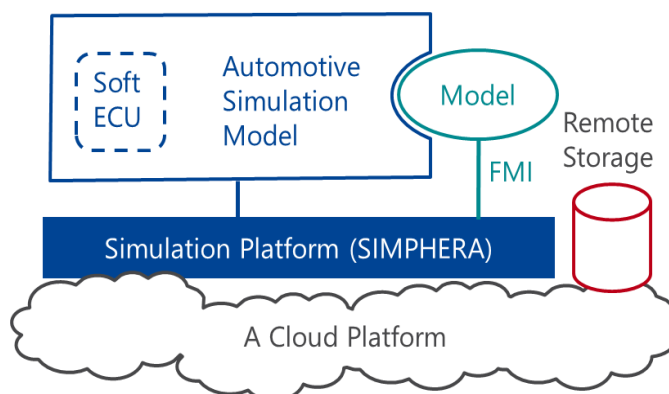 Soft
ECU
Automotive
Simulation
Model
Model
Remote
Storage
FMI
Simulation Platform (SIMPHERA)
A Cloud Platform